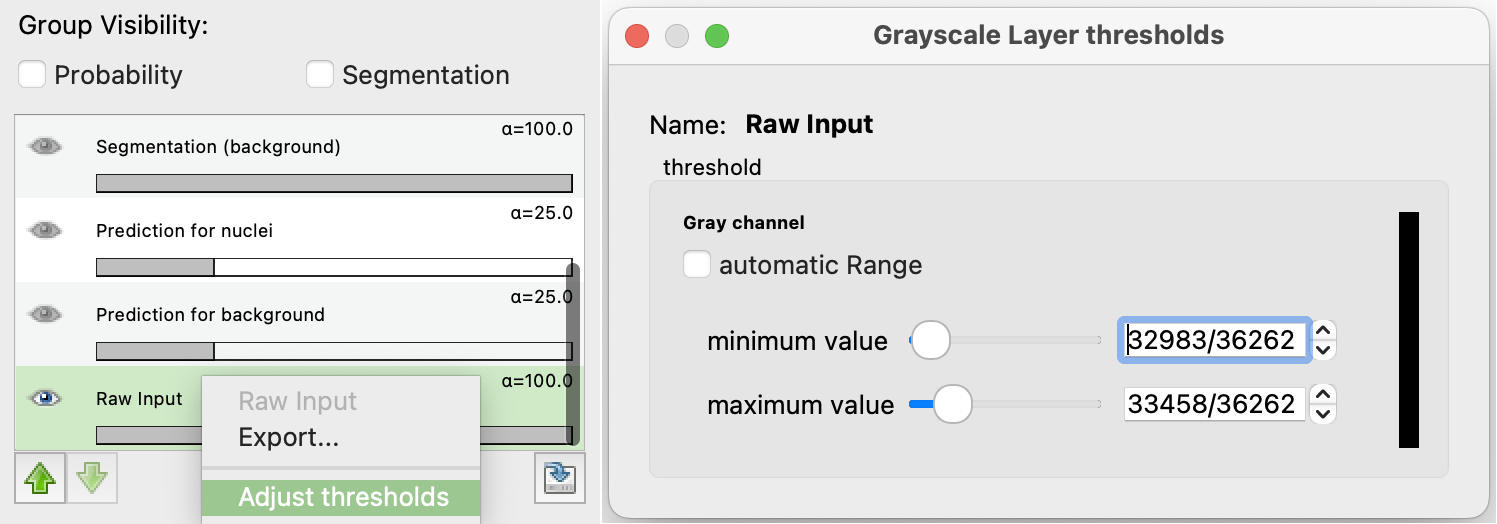 Group Visibility:
Probability
Segmentation
α=100.0
Segmentation (background)
α=25.0
Prediction for nuclei
α=25.0
Prediction for background
α=100.0
Raw Input
Raw Input
Export...
Adjust thresholds
Grayscale Layer thresholds
Name: Raw Input
threshold
Gray channel
automatic Range
minimum value 32983/36262
maximum value 33458/36262